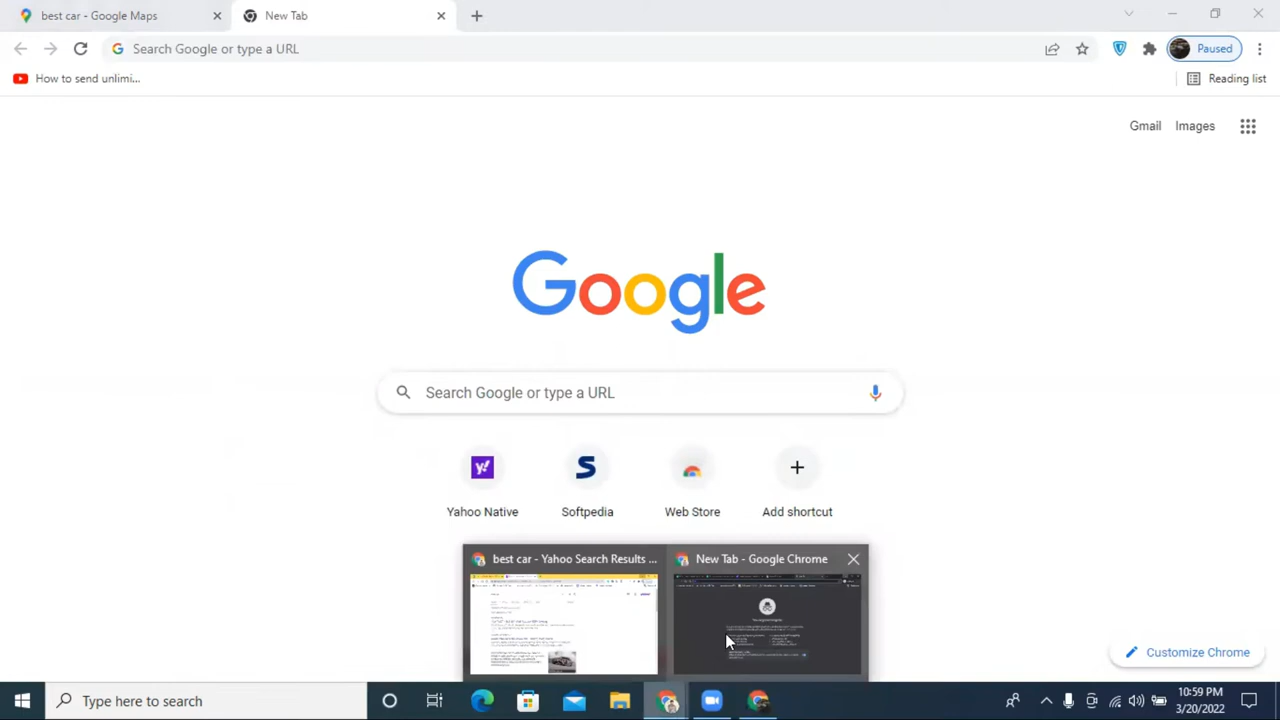 best car - Google Maps
New Tab
Search Google or type a URL
Paused
How to send unlimi...
Reading list
Gmail
Images
Google
Search Google or type a URL
Yahoo Native
Softpedia
Web Store
Add shortcut
best car - Yahoo Search Results ...
New Tab - Google Chrome
Customize Chrome
Type here to search
10:59 PM
3/20/2022